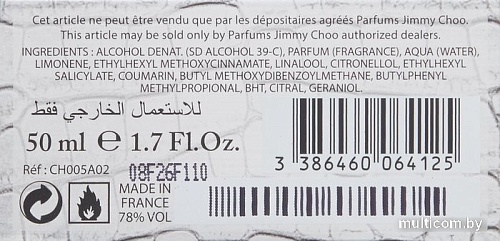 Cet article ne peut être vendu que par les dépositaires agréés Parfums Jimmy Choo.
This article may be sold only by Parfums Jimmy Choo authorized dealers.
INGREDIENTS : ALCOHOL DENAT. (SD ALCOHOL 39-C), PARFUM (FRAGRANCE), AQUA (WATER),
LIMONENE, ETHYLHEXYL METHOXYCINNAMATE, LINALOOL, CITRONELLOL, ETHYLHEXYL
SALICYLATE, COUMARIN, BUTYL METHOXYDIBENZOYLMETHANE, BUTYLPHENYL
METHYLPROPIONAL, BHT, CITRAL, GERANIOL.
للاستعمال الخارجي فقط
50 ml ℮ 1.7 Fl.Oz.
Réf : CH005A02
08F26F110
3 386460 064125
MADE IN
FRANCE
78% VOL
multicom.by